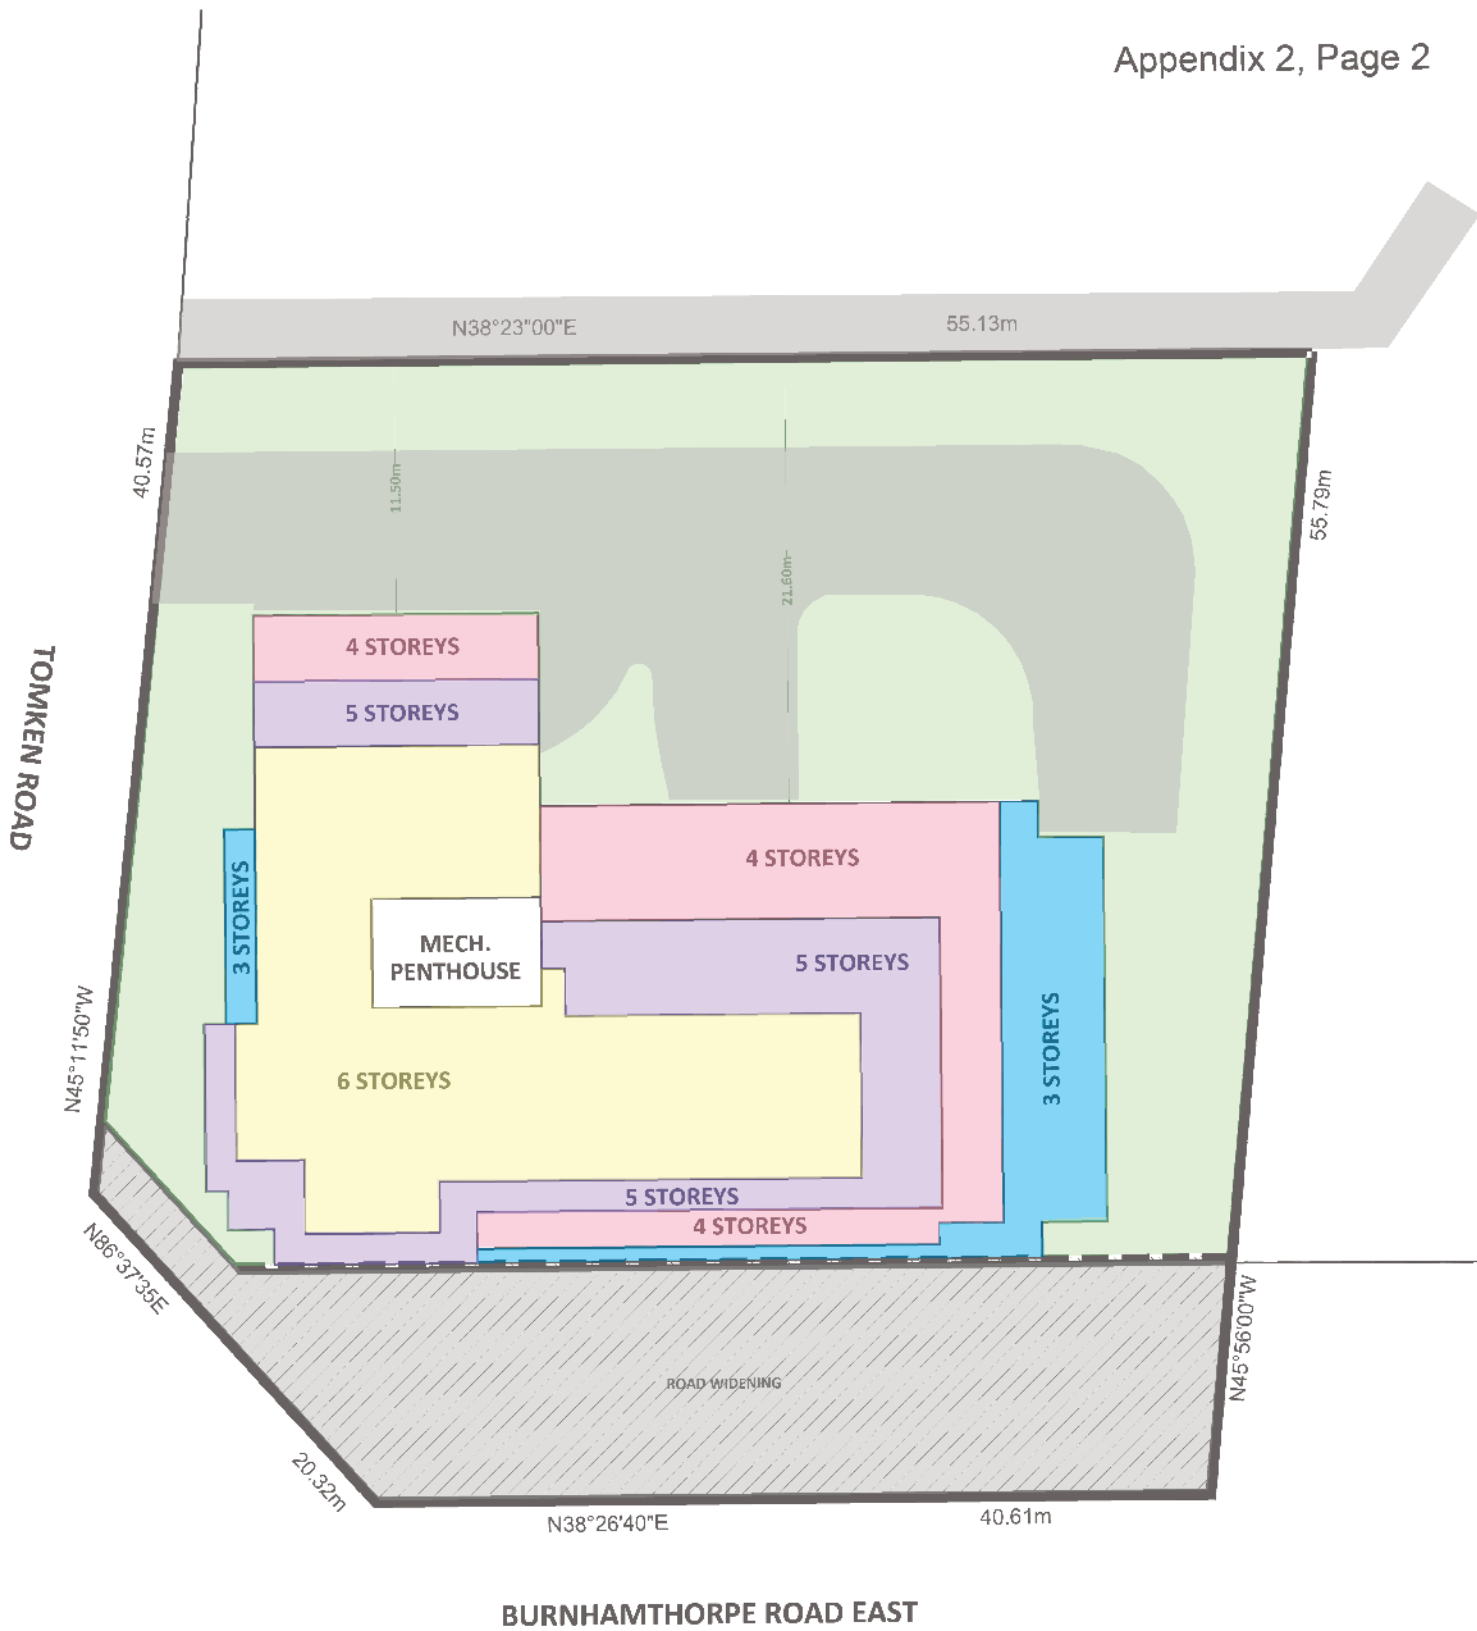 Appendix 2, Page 2
N38°23"00"E
55.13m
40.57m
11.50m
55.79m
21.60m
4 STOREYS
5 STOREYS
TOMKEN ROAD
4 STOREYS
3 STOREYS
MECH.
PENTHOUSE
5 STOREYS
3 STOREYS
N45°11'50"W
6 STOREYS
5 STOREYS
4 STOREYS
N86°37'35E
N45°56'00"W
ROAD WIDENING
20.32m
N38°26'40"E
40.61m
BURNHAMTHORPE ROAD EAST